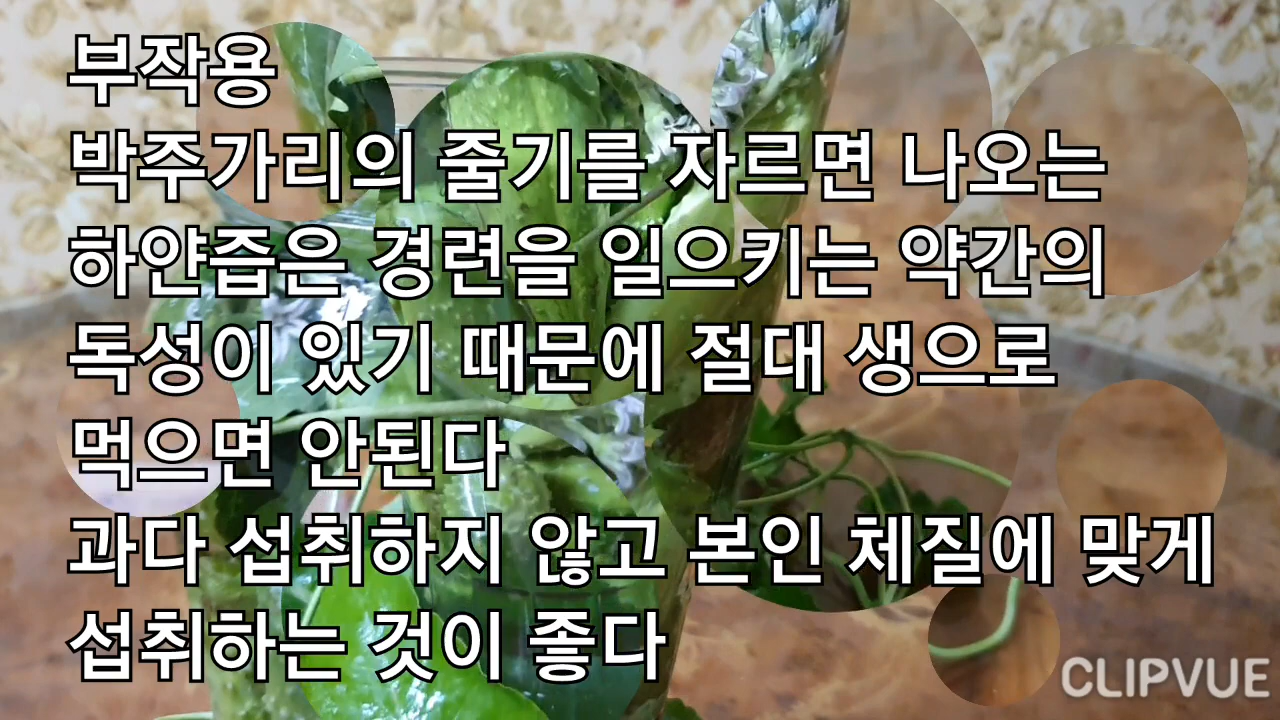 부작용
박주가리의 줄기를 자르면 나오는
하얀즙은 경련을 일으키는 약간의
독성이 있기 때문에 절대 생으로
먹으면 안된다
과다 섭취하지 않고 본인 체질에 맞게
섭취하는 것이 좋다
CLIPVUE